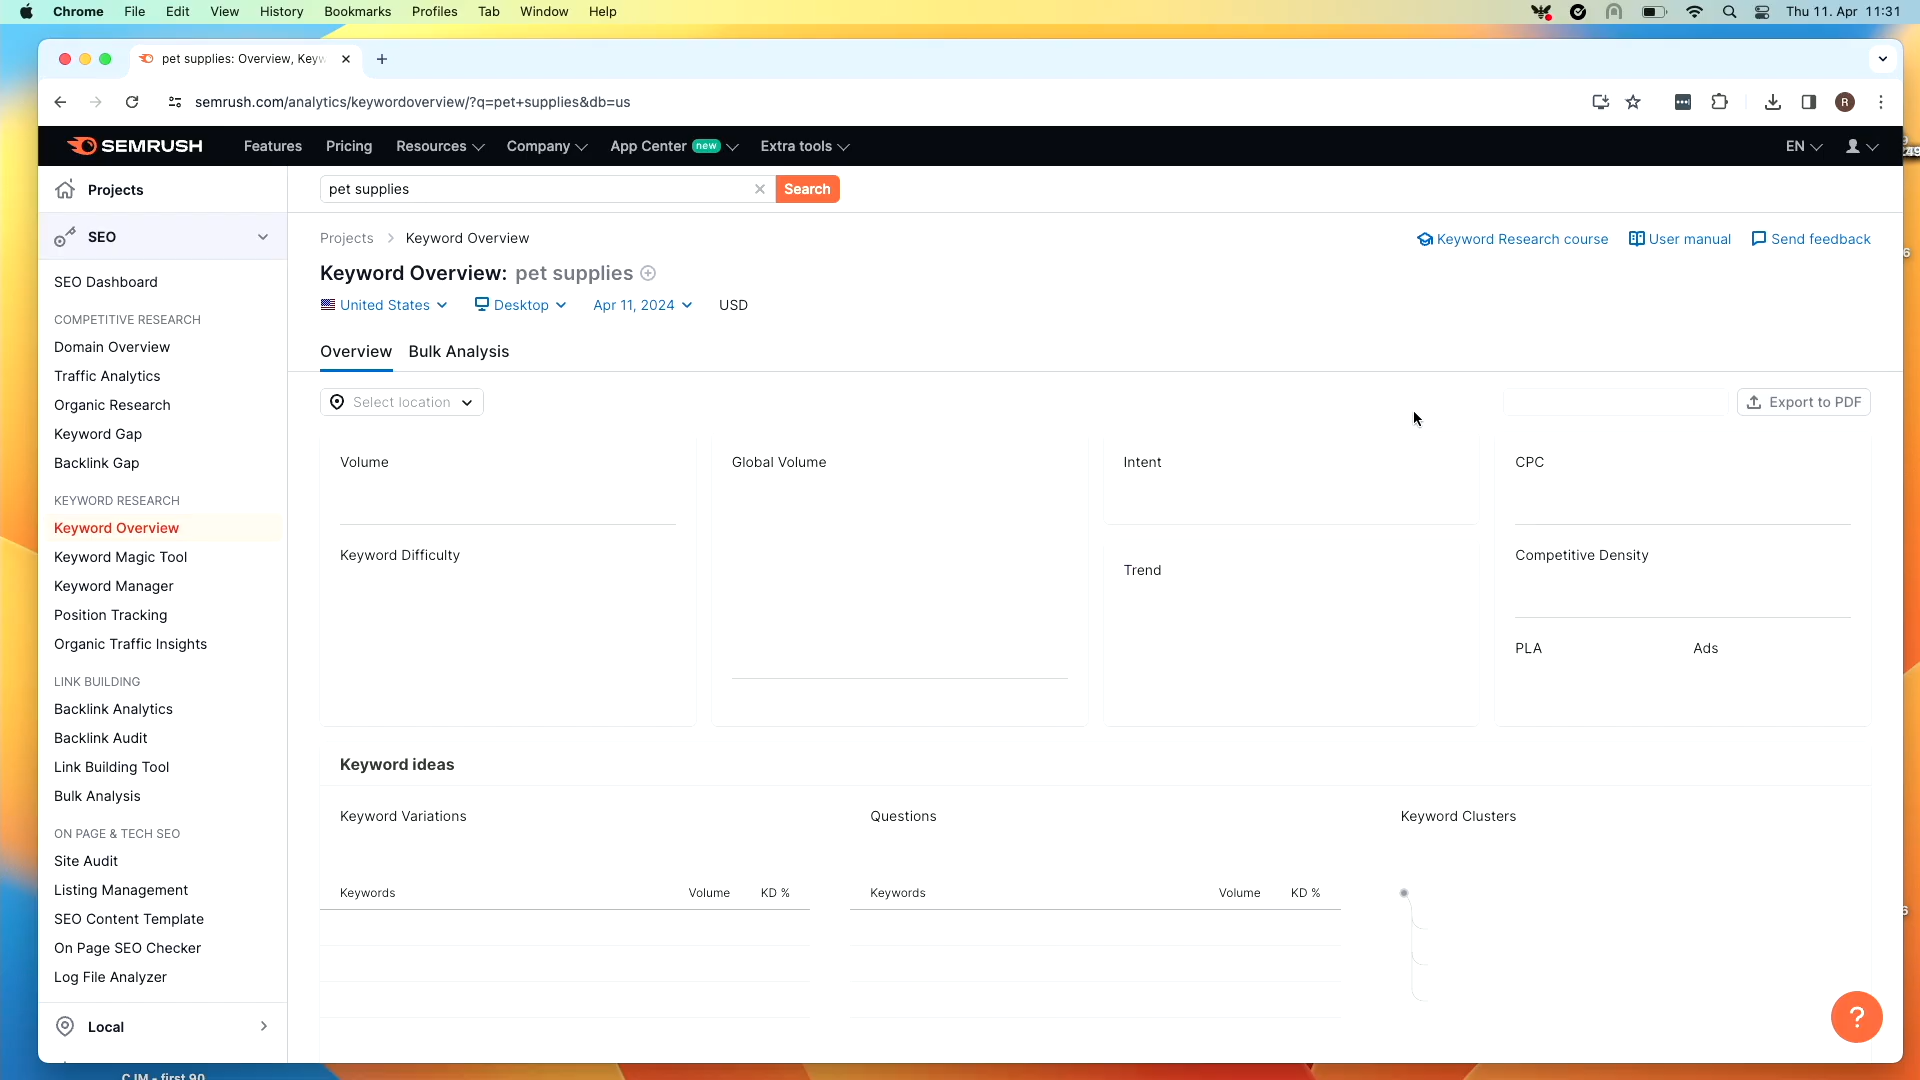 Chrome File Edit View History Bookmarks Profiles Tab Window Help Thu 11. Apr 11:31
pet supplies: Overview, Keyw
semrush.com/analytics/keywordoverview/?q=pet+supplies&db=us
R
SEMRUSH Features Pricing Resources Company App Center new Extra tools EN
Projects
pet supplies Search
SEO
Projects > Keyword Overview
Keyword Research course User manual Send feedback
Keyword Overview: pet supplies
United States Desktop Apr 11, 2024 USD
Overview Bulk Analysis
Select location Export to PDF
SEO Dashboard
COMPETITIVE RESEARCH
Domain Overview
Traffic Analytics
Organic Research
Keyword Gap
Backlink Gap
KEYWORD RESEARCH
Keyword Overview
Keyword Magic Tool
Keyword Manager
Position Tracking
Organic Traffic Insights
LINK BUILDING
Backlink Analytics
Backlink Audit
Link Building Tool
Bulk Analysis
ON PAGE & TECH SEO
Site Audit
Listing Management
SEO Content Template
On Page SEO Checker
Log File Analyzer
Local
Volume
Keyword Difficulty
Global Volume
Intent
Trend
CPC
Competitive Density
PLA Ads
Keyword ideas
Keyword Variations
Keywords Volume KD %
Questions
Keywords Volume KD %
Keyword Clusters
?